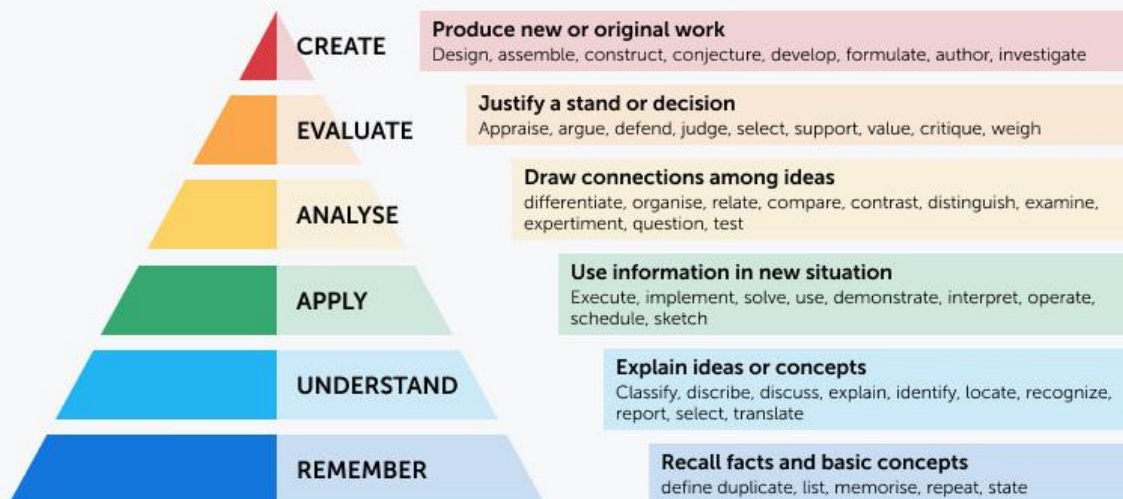 CREATE
Produce new or original work
Design, assemble, construct, conjecture, develop, formulate, author, investigate
EVALUATE
Justify a stand or decision
Appraise, argue, defend, judge, select, support, value, critique, weigh
ANALYSE
Draw connections among ideas
differentiate, organise, relate, compare, contrast, distinguish, examine,
expertiment, question, test
APPLY
Use information in new situation
Execute, implement, solve, use, demonstrate, interpret, operate,
schedule, sketch
UNDERSTAND
Explain ideas or concepts
Classify, discribe, discuss, explain, identify, locate, recognize,
report, select, translate
REMEMBER
Recall facts and basic concepts
define duplicate, list, memorise, repeat, state